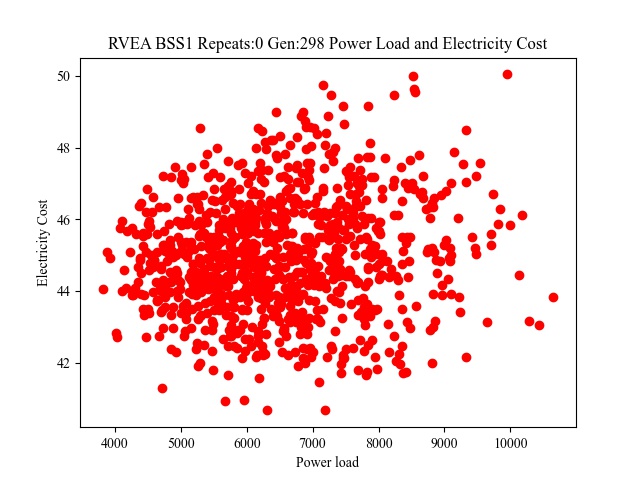 RVEA BSS1 Repeats:0 Gen:298 Power Load and Electricity Cost
50
48
46
44
42
Electricity Cost
4000 5000 6000 7000 8000 9000 10000
Power load